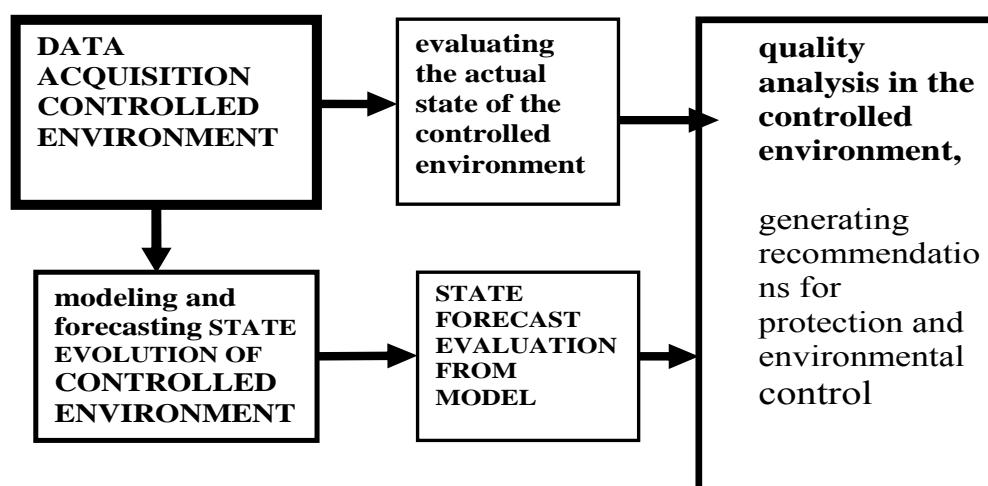 DATA
ACQUISITION
CONTROLLED
ENVIRONMENT
evaluating
the actual
state of the
controlled
environment
quality
analysis in the
controlled
environment,
generating
recommendatio
ns for
protection and
environmental
control
modeling and
forecasting STATE
EVOLUTION OF
CONTROLLED
ENVIRONMENT
STATE
FORECAST
EVALUATION
FROM
MODEL